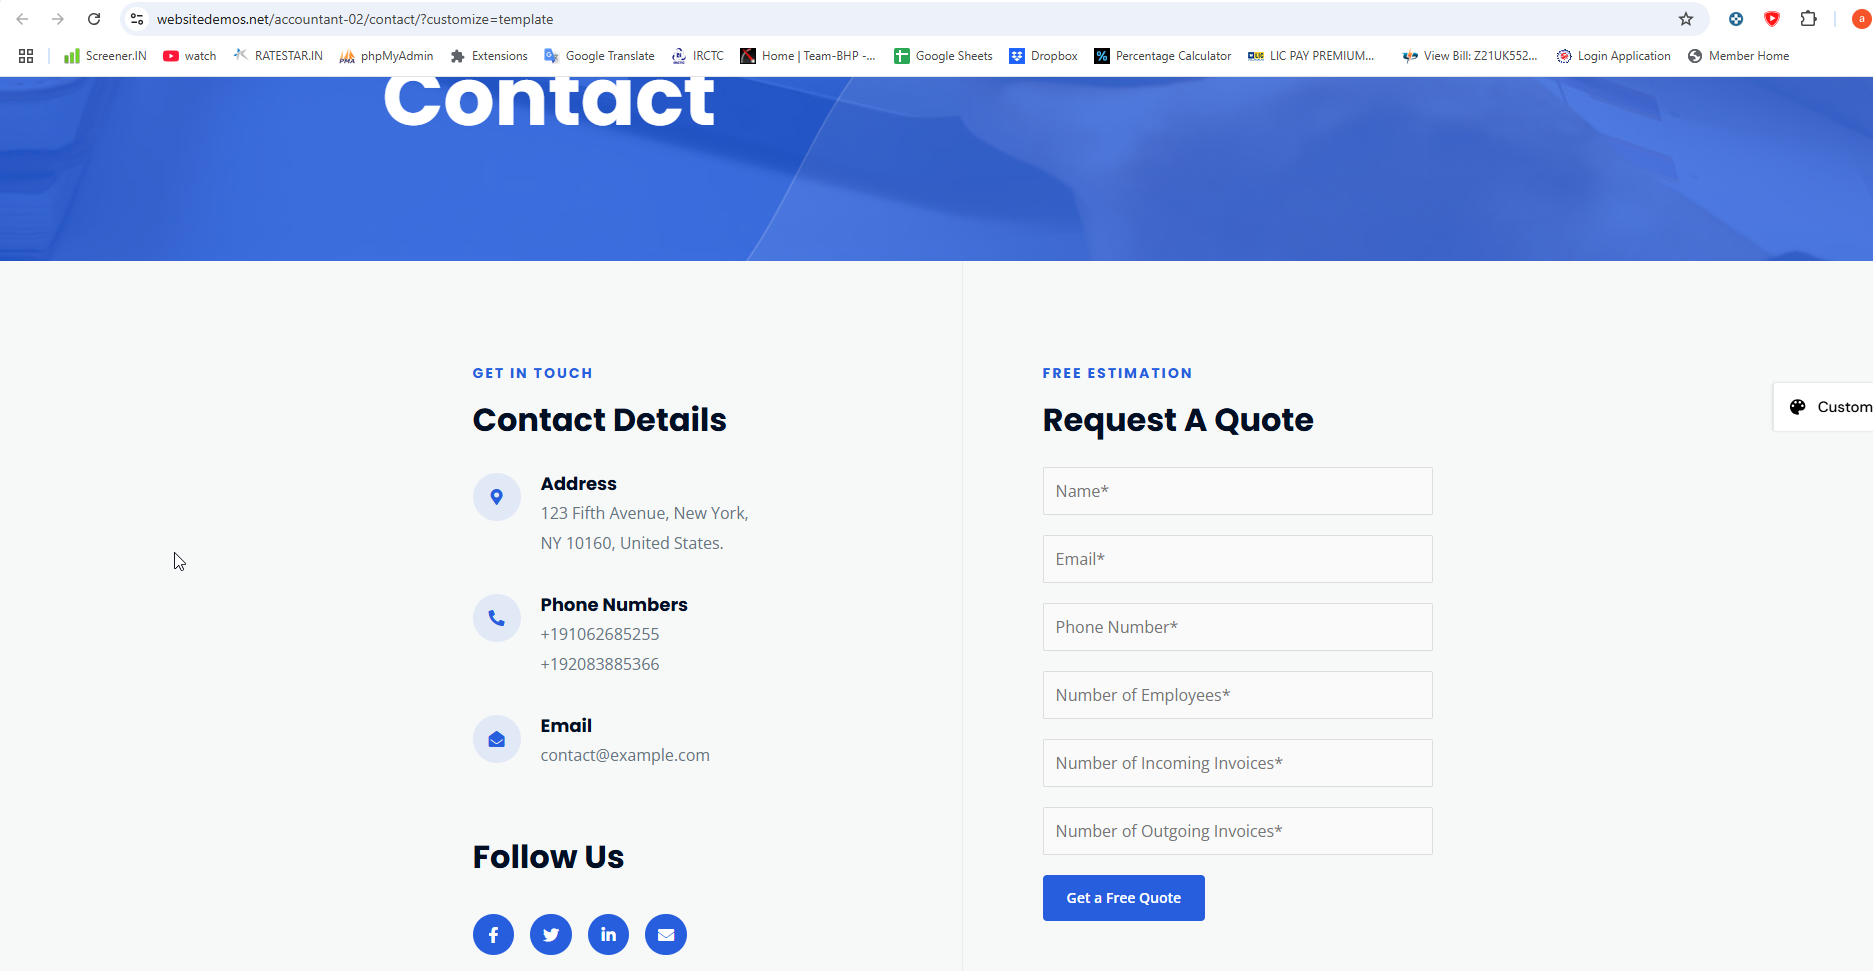 websitedemos.net/accountant-02/contact/?customize=template
a
Screener.IN watch RATESTAR.IN phpMyAdmin Extensions Google Translate IRCTC Home | Team-BHP -... Google Sheets Dropbox Percentage Calculator LIC PAY PREMIUM... View Bill: Z21UK552... Login Application Member Home
Contact
GET IN TOUCH
Contact Details
Address
123 Fifth Avenue, New York,
NY 10160, United States.
Phone Numbers
+191062685255
+192083885366
Email
contact@example.com
Follow Us
FREE ESTIMATION
Request A Quote
Name*
Email*
Phone Number*
Number of Employees*
Number of Incoming Invoices*
Number of Outgoing Invoices*
Get a Free Quote
Custom